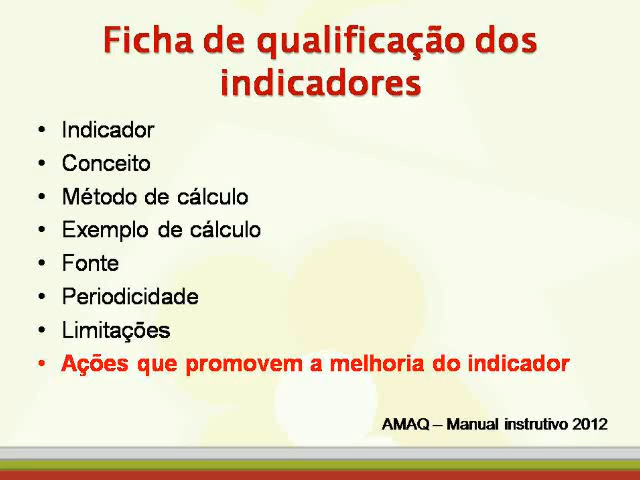 Ficha de qualificação dos
indicadores
• Indicador
• Conceito
• Método de cálculo
• Exemplo de cálculo
• Fonte
• Periodicidade
• Limitações
• Ações que promovem a melhoria do indicador
AMAQ – Manual instrutivo 2012